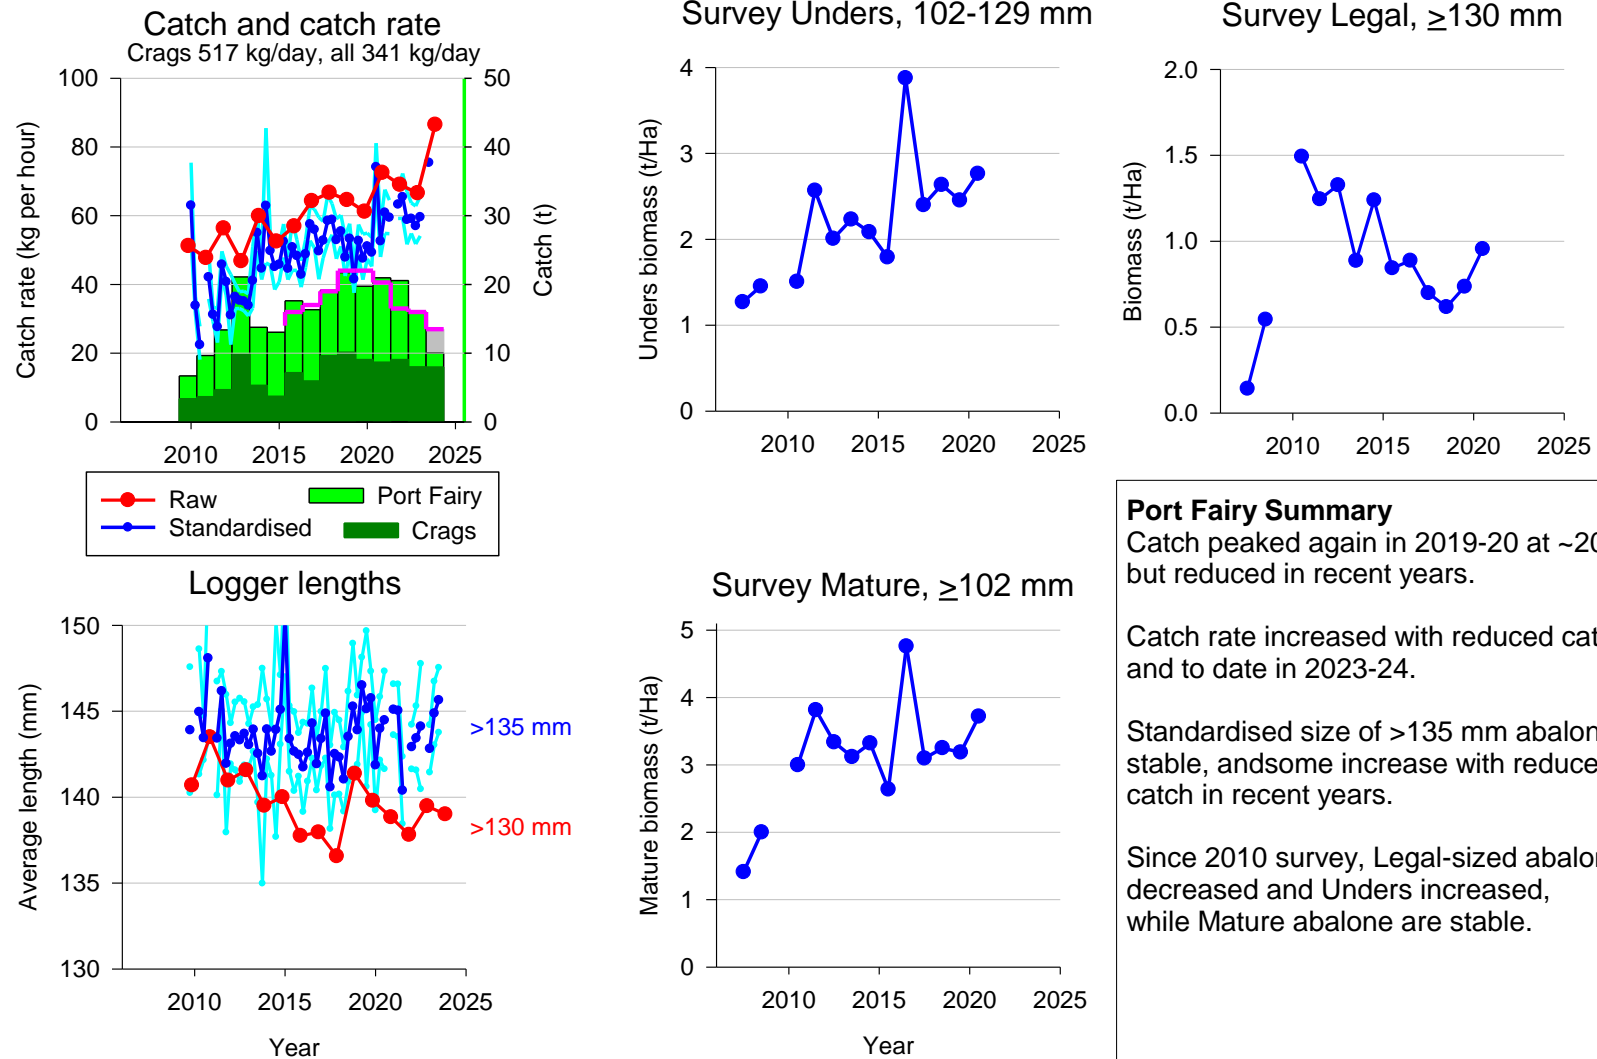 Catch and catch rate
Crags 517 kg/day, all 341 kg/day
100
80
60
40
20
0
50
40
30
20
10
0
Catch rate (kg per hour)
Catch (t)
2010 2015 2020 2025
Raw
Port Fairy
Standardised
Crags
Survey Unders, 102-129 mm
4
3
2
1
0
Unders biomass (t/Ha)
2010 2015 2020 2025
Survey Legal, ≥130 mm
2.0
1.5
1.0
0.5
0.0
Biomass (t/Ha)
2010 2015 2020 2025
Logger lengths
150
145
140
135
130
Average length (mm)
>135 mm
>130 mm
2010 2015 2020 2025
Year
Survey Mature, ≥102 mm
5
4
3
2
1
0
Mature biomass (t/Ha)
2010 2015 2020 2025
Year
Port Fairy Summary
Catch peaked again in 2019-20 at
but reduced in recent years.
Catch rate increased with reduced
and to date in 2023-24.
Standardised size of >135 mm
stable, andsome increase with
catch in recent years.
Since 2010 survey, Legal-sized
decreased and Unders increased,
while Mature abalone are stable.